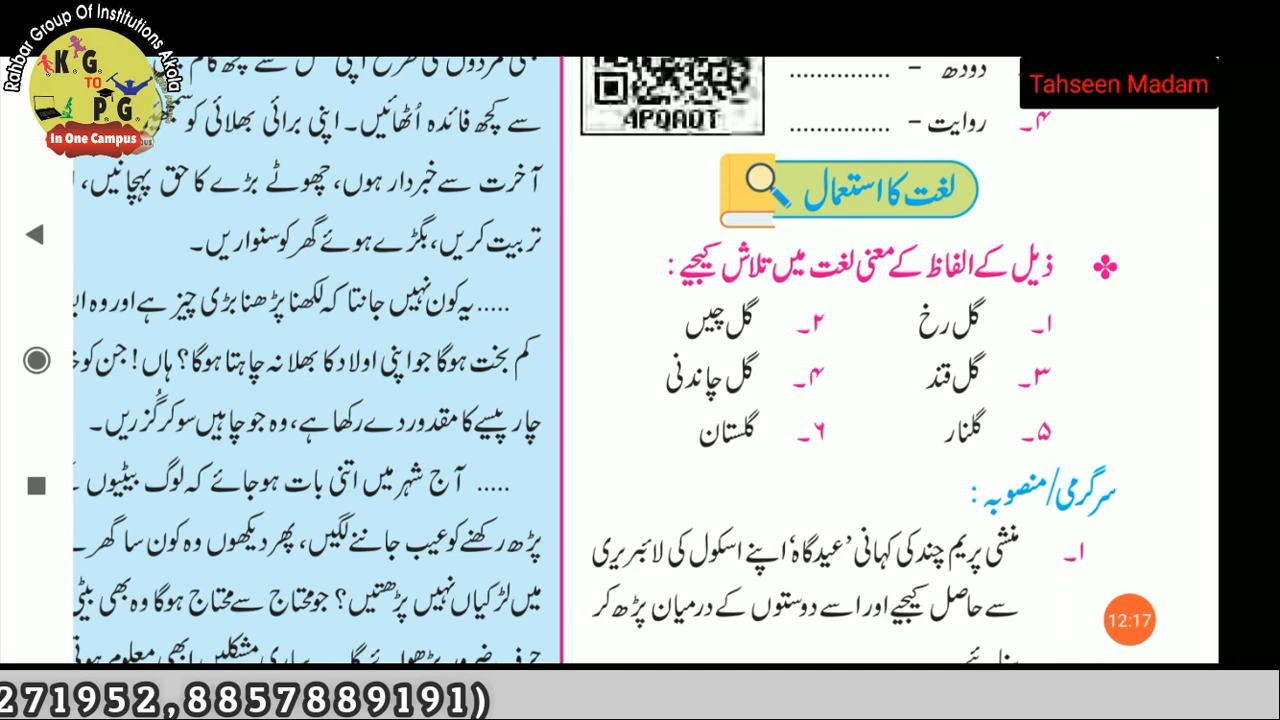 Rahbar Group Of Institutions Akola
K.G.
TO
P.G.
In One Campus
Tahseen Madam
دودھ - ...............
۴۔ روایت - ...............
APQAQT
لغت کا استعمال
ذیل کے الفاظ کے معنی لغت میں تلاش کیجیے :
۱۔ گل رخ ۲۔ گل چیں
۳۔ گل قند ۴۔ گل چاندنی
۵۔ گلنار ۶۔ گلستان
سرگرمی/منصوبہ :
۱۔ منشی پریم چند کی کہانی ’عیدگاہ‘ اپنے اسکول کی لائبریری
سے حاصل کیجیے اور اسے دوستوں کے درمیان پڑھ کر
سے کچھ فائدہ اُٹھائیں۔ اپنی برائی بھلائی کو
آخرت سے خبردار ہوں، چھوٹے بڑے کا حق پہچانیں،
تربیت کریں، بگڑے ہوئے گھر کو سنواریں۔
..... یہ کون نہیں جانتا کہ لکھنا پڑھنا بڑی چیز ہے اور وہ
کم بخت ہوگا جو اپنی اولاد کا بھلا نہ چاہتا ہوگا؟ ہاں! جن کو
چار پیسے کا مقدور دے رکھا ہے، وہ جو چاہیں سو کر گُزریں۔
..... آج شہر میں اتنی بات ہوجائے کہ لوگ بیٹیوں
پڑھ رکھنے کو عیب جاننے لگیں، پھر دیکھوں وہ کون سا گھر ہے
میں لڑکیاں نہیں پڑھتیں؟ جو محتاج سے محتاج ہوگا وہ بھی بیٹی
12:17
271952,8857889191)